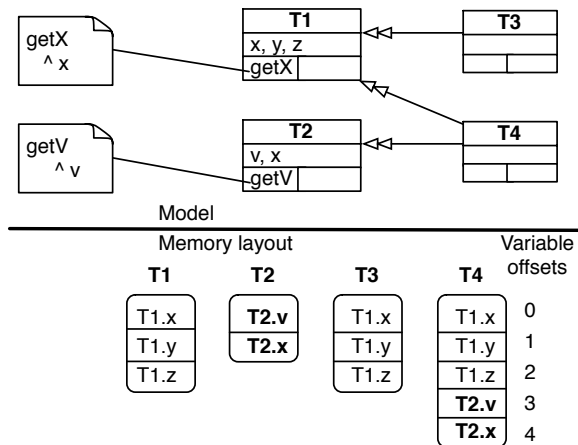 getX
^ x
T1
x, y, z
getX
T3
getV
^ v
T2
v, x
getV
T4
Model
Memory layout
Variable
offsets
T1 T2 T3 T4
T1.x T2.v T1.x T1.x 0
T1.y T2.x T1.y T1.y 1
T1.z T1.z T1.z 2
T2.v 3
T2.x 4